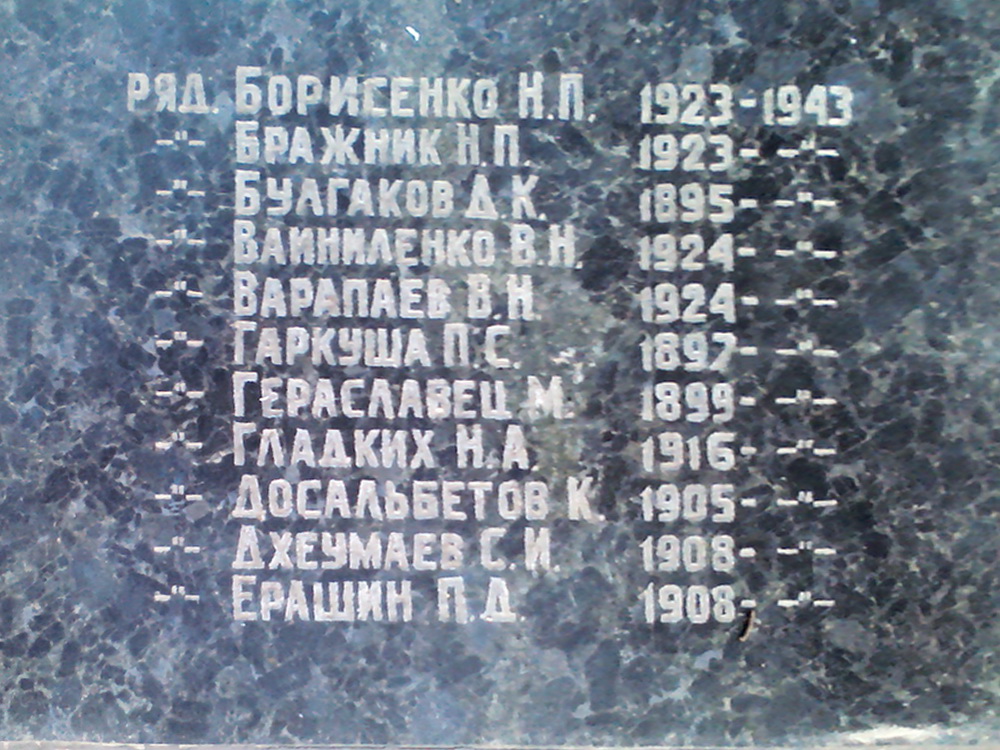 РЯД. БОРИСЕНКО Н.П. 1923-1943
-"- БРАЖНИК Н.П. 1923- -"-
-"- БУЛГАКОВ Д.К. 1895- -"-
-"- ВАИНИЛЕНКО В.Н. 1924- -"-
-"- ВАРАПАЕВ В.Н. 1924- -"-
-"- ГАРКУША П.С. 1897- -"-
-"- ГЕРАСЛАВЕЦ М. 1899- -"-
-"- ГЛАДКИХ Н.А. 1916- -"-
-"- ДОСАЛЬБЕТОВ К. 1905- -"-
-"- ДХЕУМАЕВ С.И. 1908- -"-
-"- ЕРАШИН П.Д. 1908- -"-